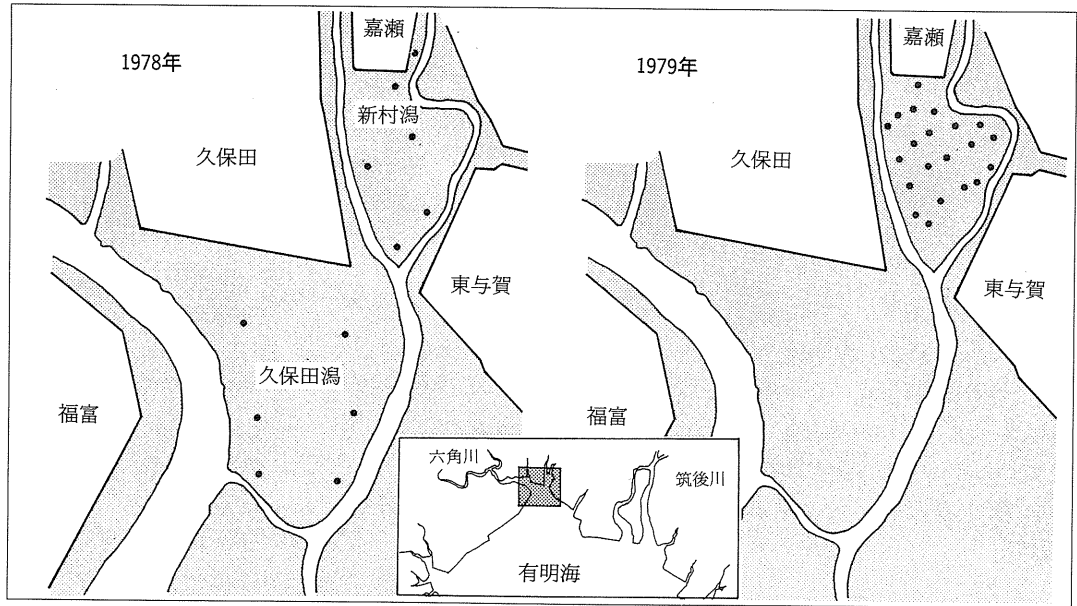 1978年
嘉瀬
新村潟
久保田
東与賀
久保田潟
福富
1979年
嘉瀬
久保田
東与賀
福富
六角川
筑後川
有明海